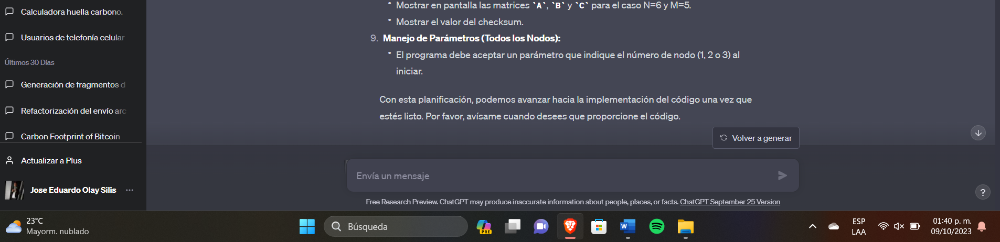 Calculadora huella carbono.
Usuarios de telefonía celular
Últimos 30 Días
Generación de fragmentos d
Refactorización del envío arc
Carbon Footprint of Bitcoin
Actualizar a Plus
Jose Eduardo Olay Silis
• Mostrar en pantalla las matrices `A`, `B` y `C` para el caso N=6 y M=5.
• Mostrar el valor del checksum.
9. Manejo de Parámetros (Todos los Nodos):
• El programa debe aceptar un parámetro que indique el número de nodo (1, 2 o 3) al
iniciar.
Con esta planificación, podemos avanzar hacia la implementación del código una vez que
estés listo. Por favor, avísame cuando desees que proporcione el código.
Volver a generar
Envía un mensaje
?
Free Research Preview. ChatGPT may produce inaccurate information about people, places, or facts. ChatGPT September 25 Version
23°C
Mayorm. nublado
Búsqueda
PRE
W
ESP
LAA
01:40 p. m.
09/10/2023